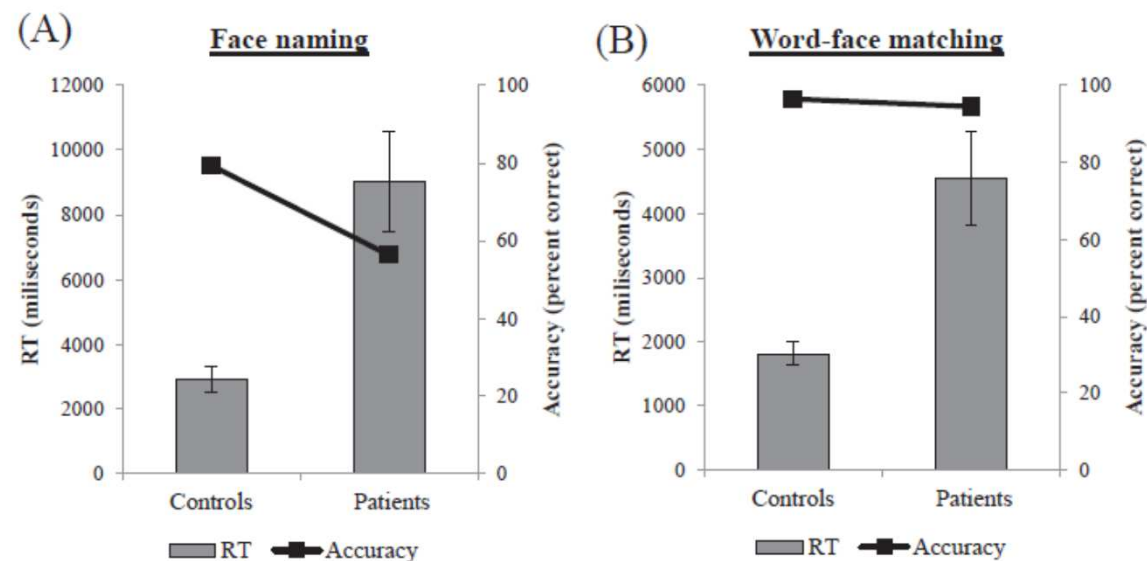 (A)
Face naming
12000
10000
8000
6000
4000
2000
0
RT (miliseconds)
100
80
60
40
20
0
Accuracy (percent correct)
Controls Patients
RT Accuracy
(B)
Word-face matching
6000
5000
4000
3000
2000
1000
0
RT (miliseconds)
100
80
60
40
20
0
Accuracy (percent correct)
Controls Patients
RT Accuracy